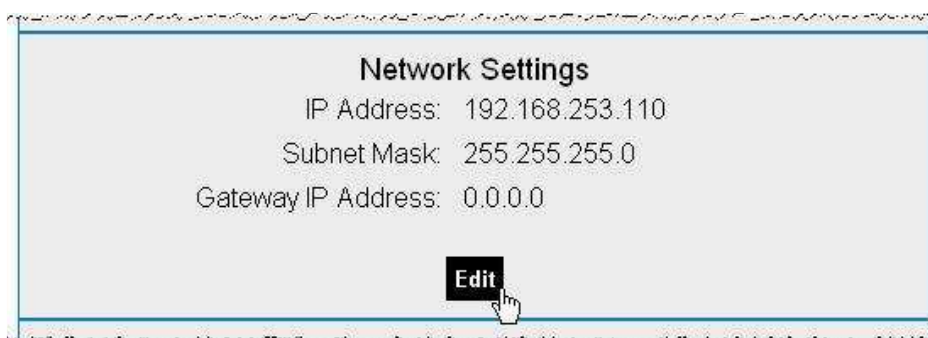 Network Settings
IP Address: 192.168.253.110
Subnet Mask: 255.255.255.0
Gateway IP Address: 0.0.0.0
Edit